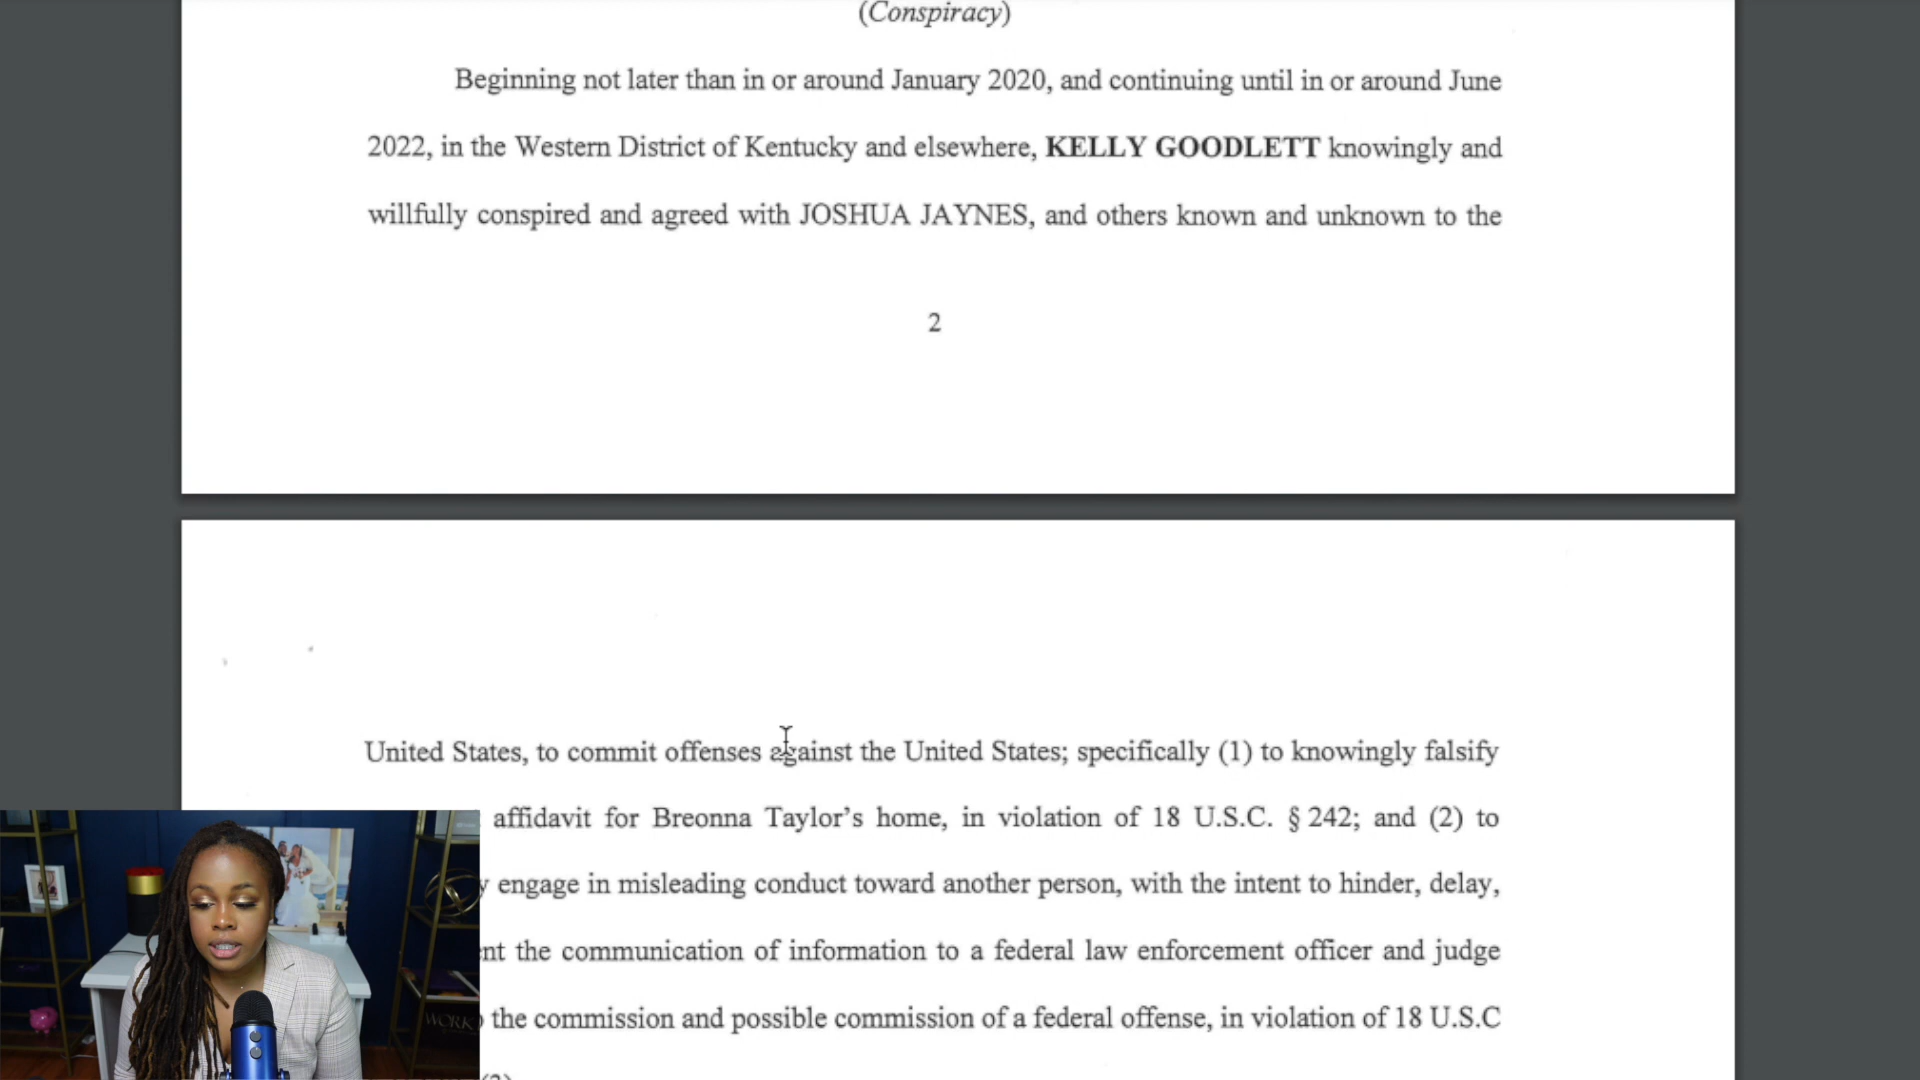 (Conspiracy)
Beginning not later than in or around January 2020, and continuing until in or around June
2022, in the Western District of Kentucky and elsewhere, KELLY GOODLETT knowingly and
willfully conspired and agreed with JOSHUA JAYNES, and others known and unknown to the
2
United States, to commit offenses against the United States; specifically (1) to knowingly falsify
affidavit for Breonna Taylor’s home, in violation of 18 U.S.C. § 242; and (2) to
y engage in misleading conduct toward another person, with the intent to hinder, delay,
nt the communication of information to a federal law enforcement officer and judge
the commission and possible commission of a federal offense, in violation of 18 U.S.C
WORK